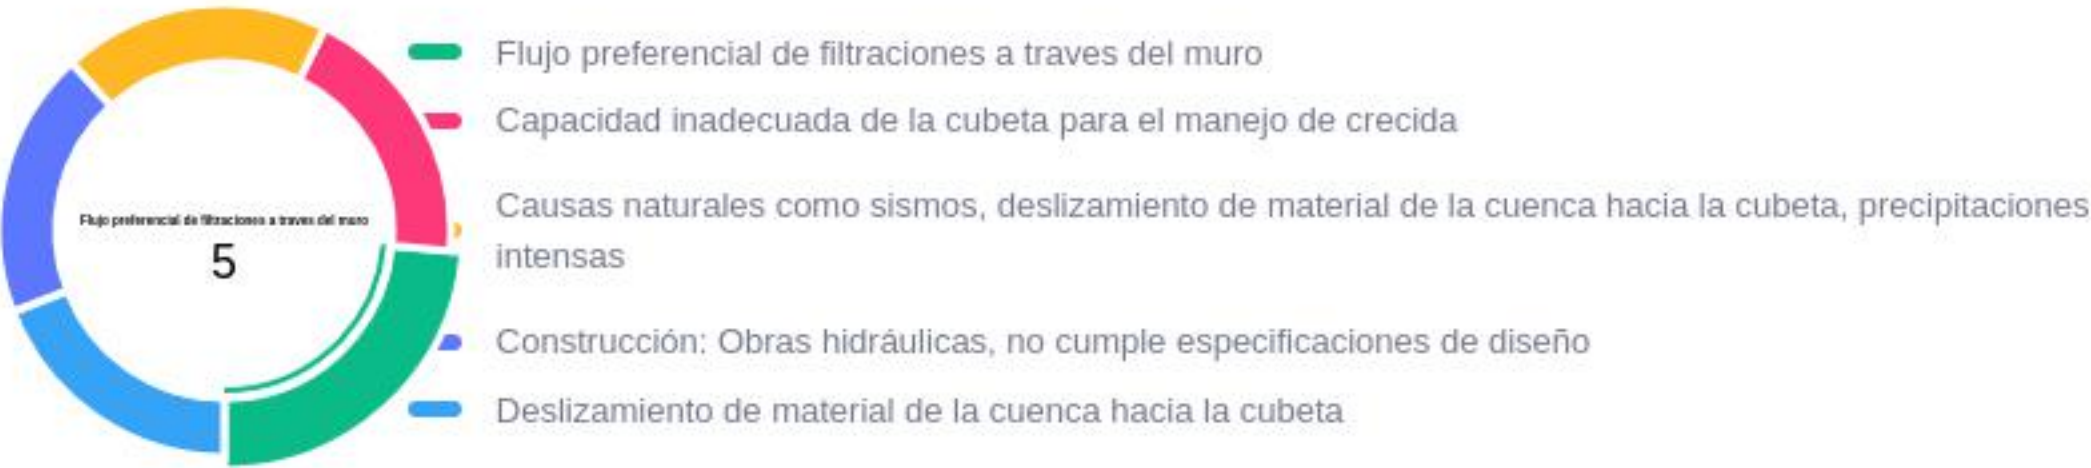 Flujo preferencial de filtraciones a traves del muro
Capacidad inadecuada de la cubeta para el manejo de crecida
Causas naturales como sismos, deslizamiento de material de la cuenca hacia la cubeta, precipitaciones
intensas
Construcción: Obras hidráulicas, no cumple especificaciones de diseño
Deslizamiento de material de la cuenca hacia la cubeta
Flujo preferencial de filtraciones a traves del muro
5